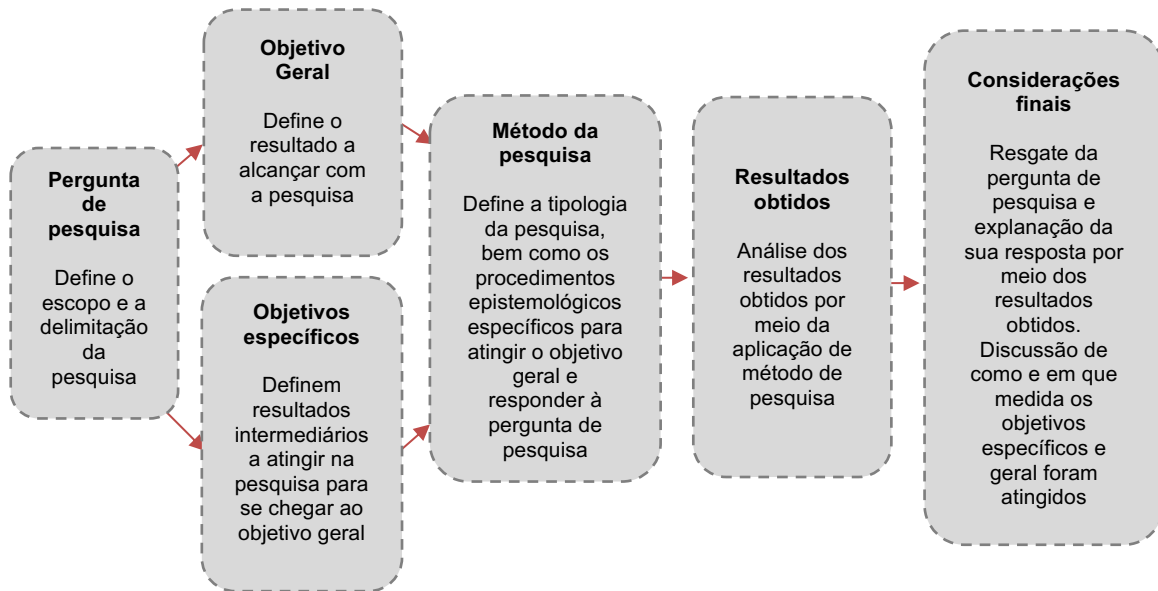 Pergunta
de
pesquisa
Define o
escopo e a
delimitação
da
pesquisa
Objetivo
Geral
Define o
resultado a
alcançar com
a pesquisa
Objetivos
específicos
Definem
resultados
intermediários
a atingir na
pesquisa para
se chegar ao
objetivo geral
Método da
pesquisa
Define a tipologia
da pesquisa,
bem como os
procedimentos
epistemológicos
específicos para
atingir o objetivo
geral e
responder à
pergunta de
pesquisa
Resultados
obtidos
Análise dos
resultados
obtidos por
meio da
aplicação de
método de
pesquisa
Considerações
finais
Resgate da
pergunta de
pesquisa e
explanação da
sua resposta por
meio dos
resultados
obtidos.
Discussão de
como e em que
medida os
objetivos
específicos e
geral foram
atingidos